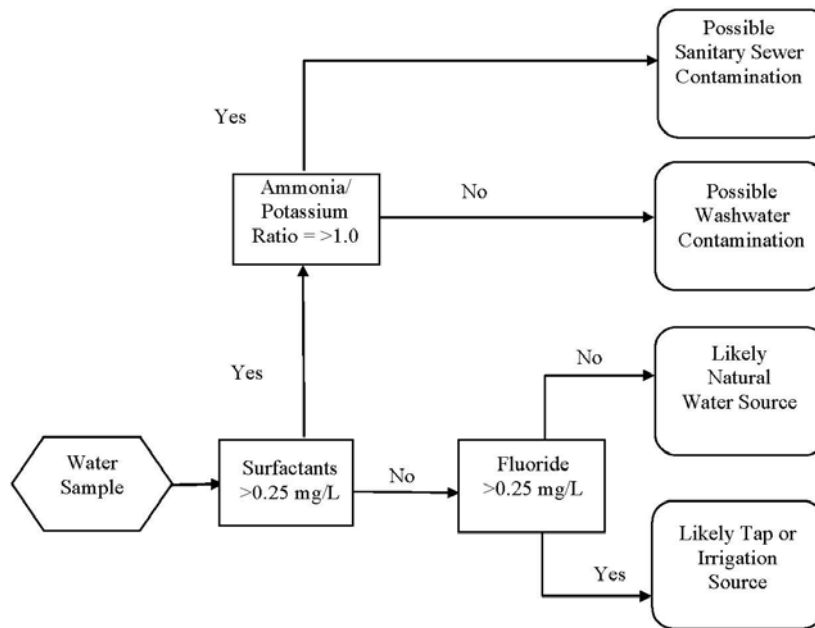 Possible
Sanitary Sewer
Contamination
Yes
Ammonia/
Potassium
Ratio = >1.0
No
Possible
Washwater
Contamination
Yes
No
Likely
Natural
Water Source
Water
Sample
Surfactants
>0.25 mg/L
No
Fluoride
>0.25 mg/L
Yes
Likely Tap or
Irrigation
Source